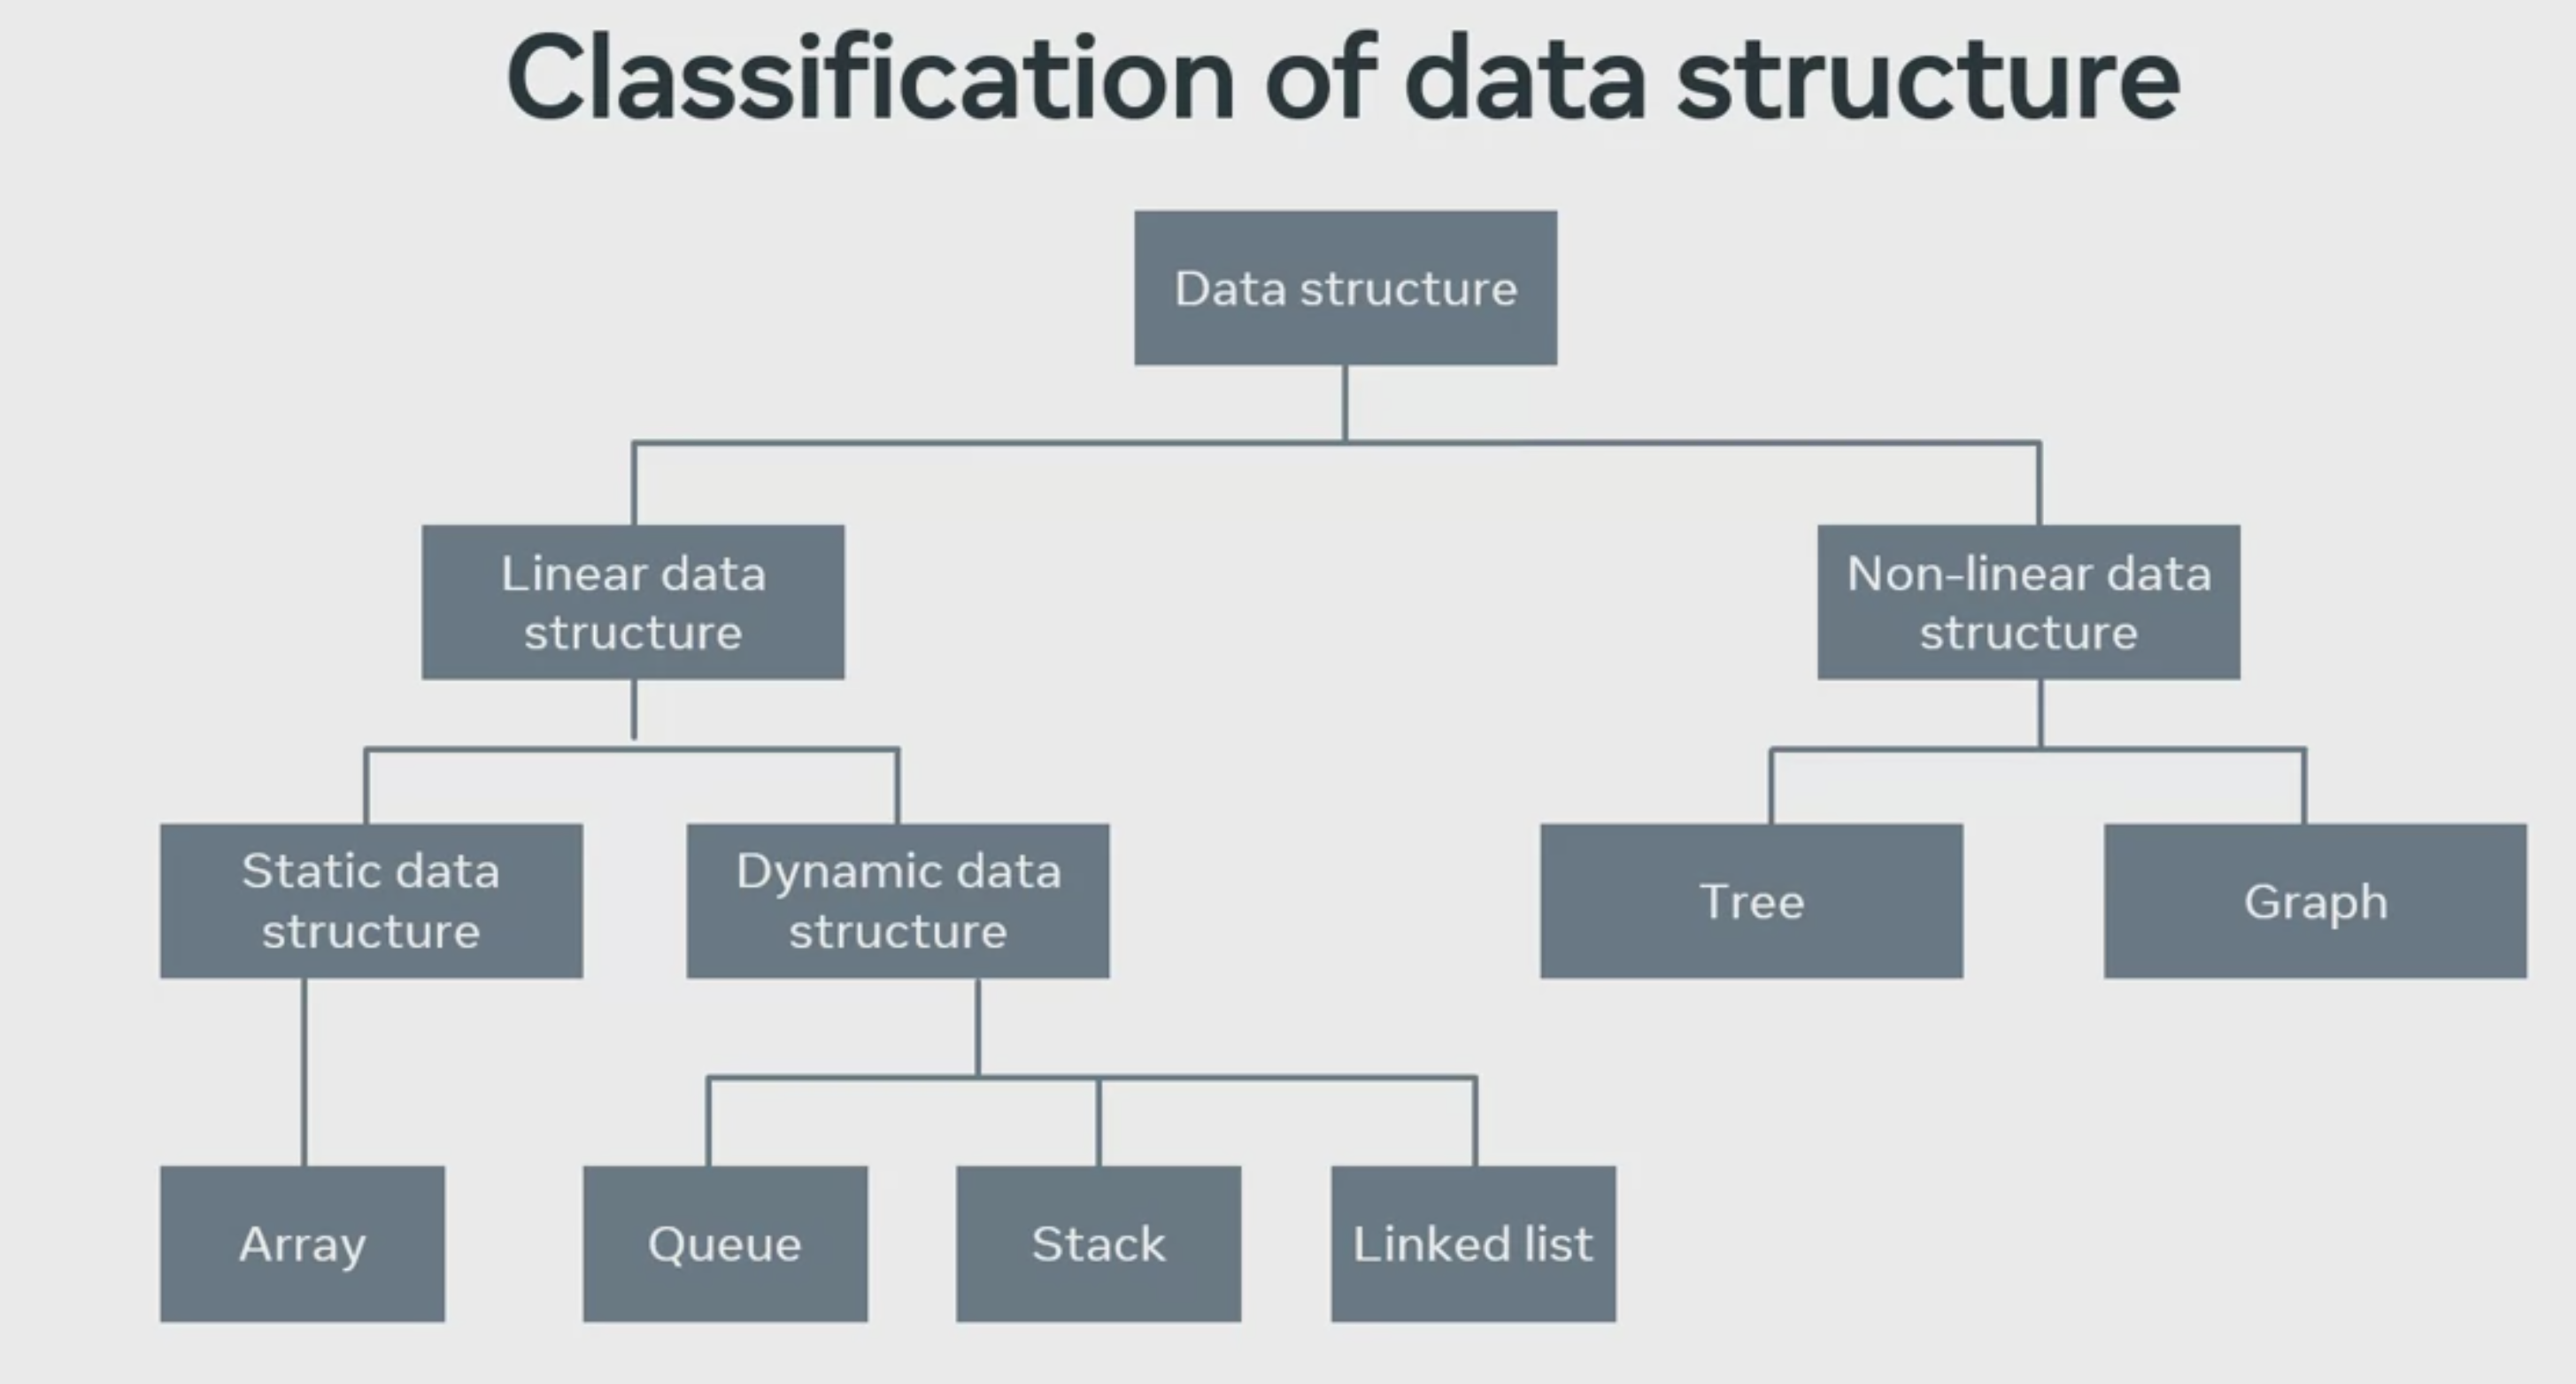 Classification of data structure
Data structure
Linear data
structure
Non-linear data
structure
Static data
structure
Dynamic data
structure
Tree
Graph
Array
Queue
Stack
Linked list